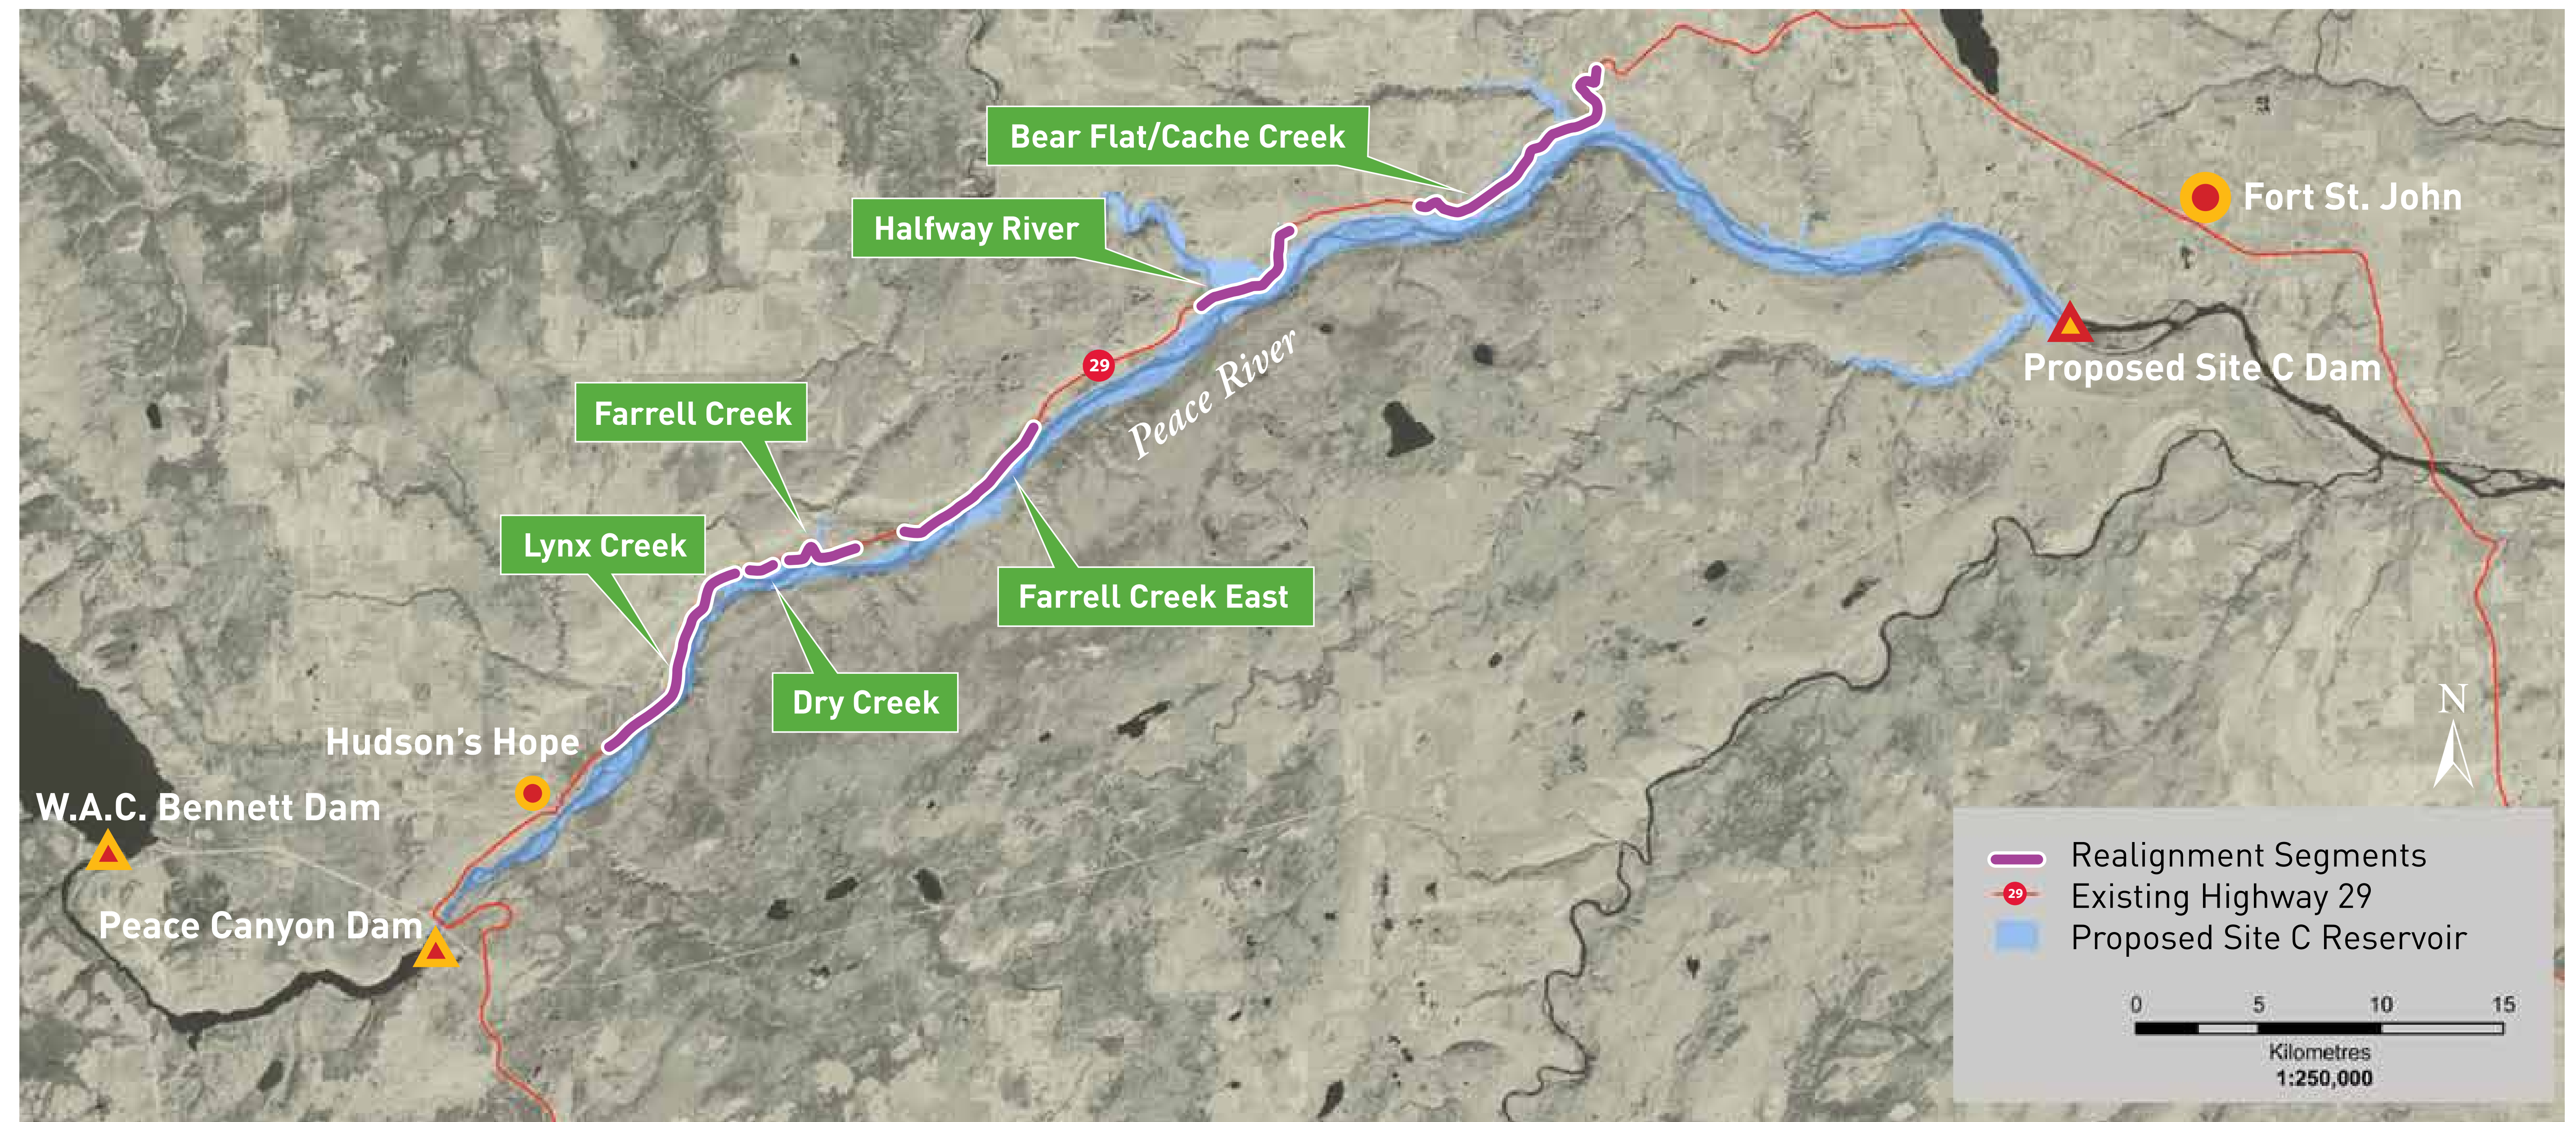 Bear Flat/Cache Creek
Fort St. John
Halfway River
29
Peace River
Proposed Site C Dam
Farrell Creek
Lynx Creek
Farrell Creek East
Dry Creek
Hudson's Hope
W.A.C. Bennett Dam
Peace Canyon Dam
N
Realignment Segments
29 Existing Highway 29
Proposed Site C Reservoir
0 5 10 15
Kilometres
1:250,000